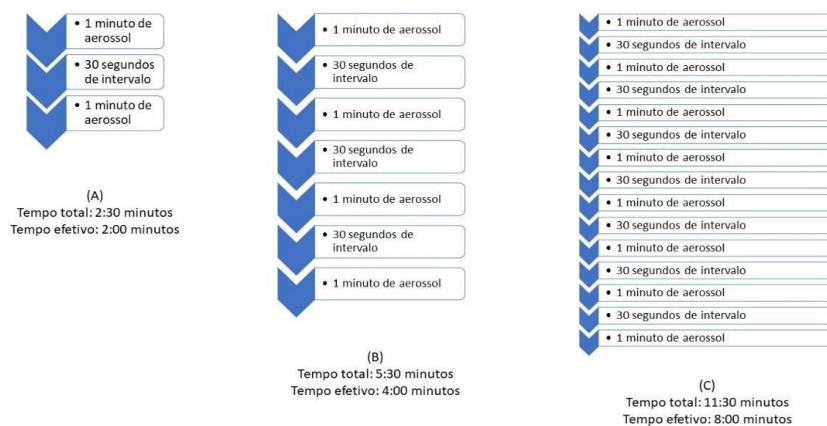 • 1 minuto de
aerossol
• 30 segundos
de intervalo
• 1 minuto de
aerossol
(A)
Tempo total: 2:30 minutos
Tempo efetivo: 2:00 minutos
• 1 minuto de aerossol
• 30 segundos de
intervalo
• 1 minuto de aerossol
• 30 segundos de
intervalo
• 1 minuto de aerossol
• 30 segundos de
intervalo
• 1 minuto de aerossol
(B)
Tempo total: 5:30 minutos
Tempo efetivo: 4:00 minutos
• 1 minuto de aerossol
• 30 segundos de intervalo
• 1 minuto de aerossol
• 30 segundos de intervalo
• 1 minuto de aerossol
• 30 segundos de intervalo
• 1 minuto de aerossol
• 30 segundos de intervalo
• 1 minuto de aerossol
• 30 segundos de intervalo
• 1 minuto de aerossol
• 30 segundos de intervalo
• 1 minuto de aerossol
• 30 segundos de intervalo
• 1 minuto de aerossol
(C)
Tempo total: 11:30 minutos
Tempo efetivo: 8:00 minutos